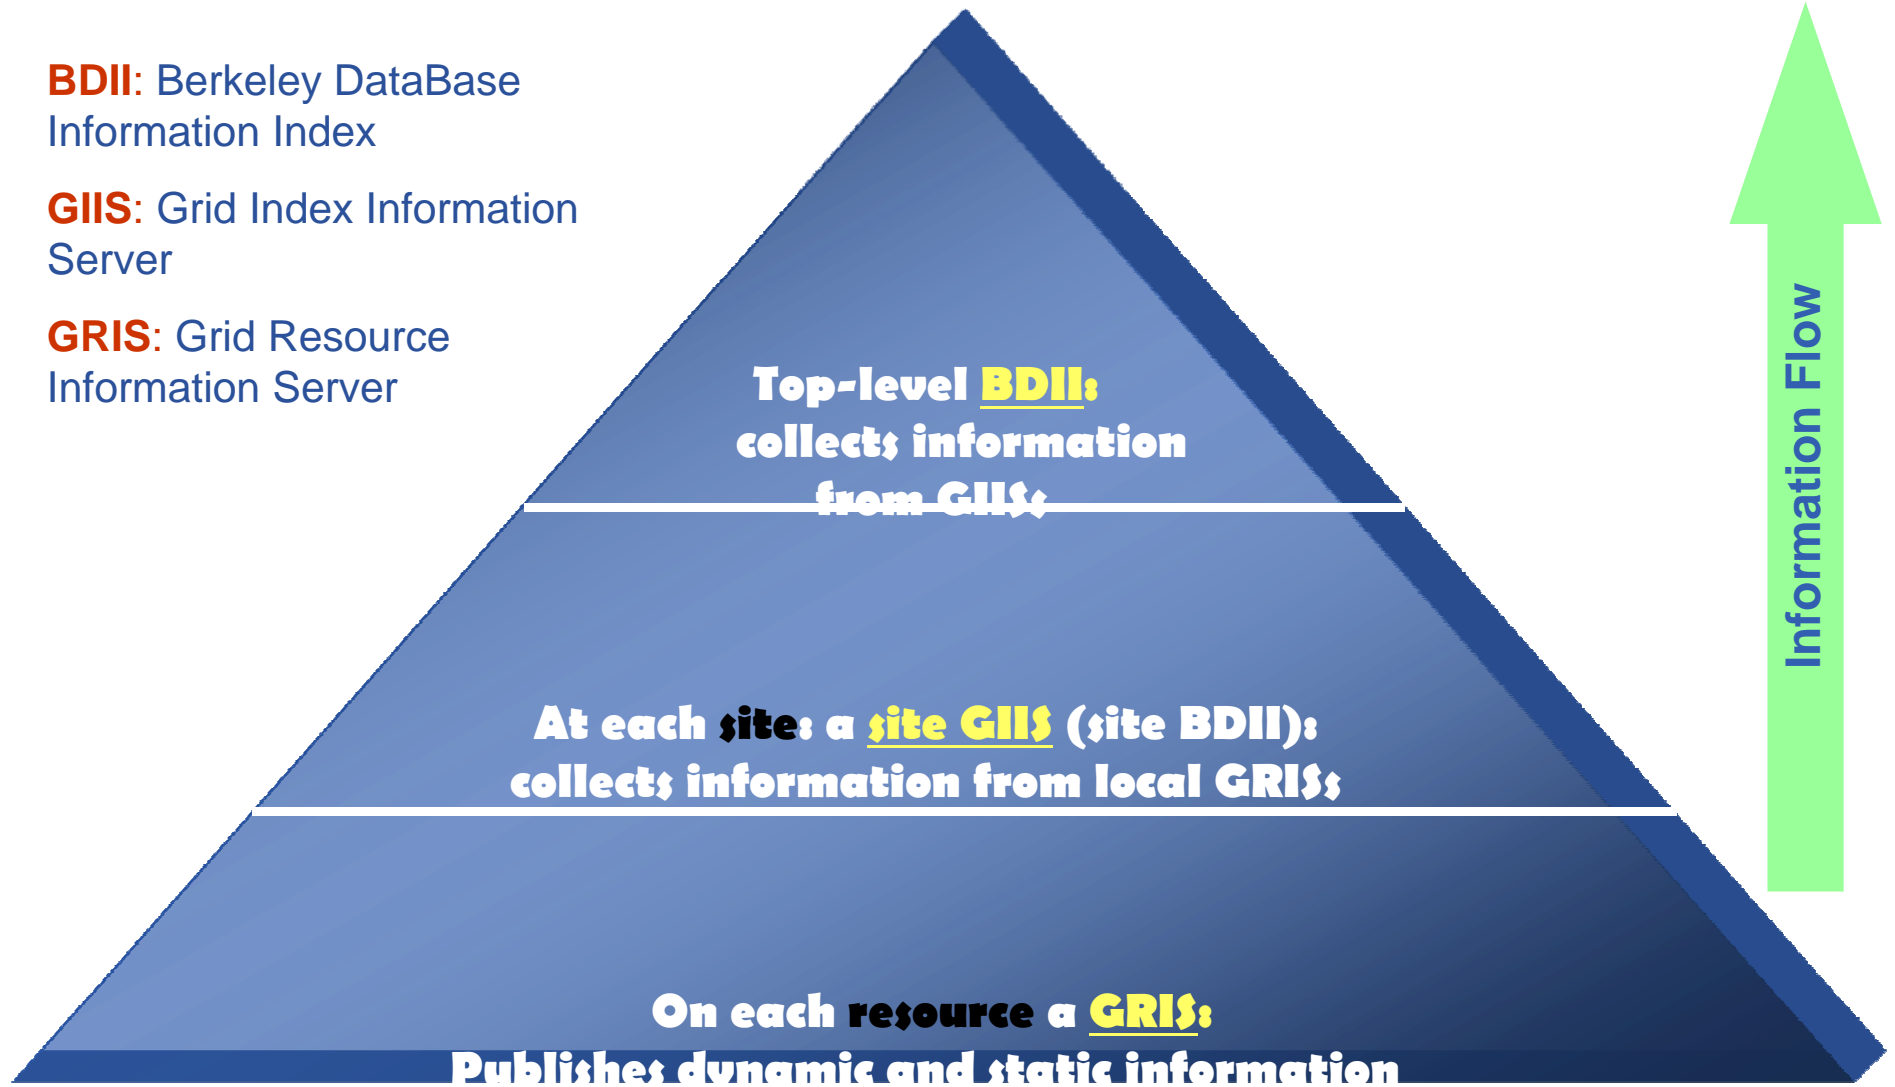 BDII: Berkeley DataBase
Information Index
GIIS: Grid Index Information
Server
GRIS: Grid Resource
Information Server
Top-level BDII:
collects information
from GIISs
At each site: a site GIIS (site BDII):
collects information from local GRISs
On each resource a GRIS:
Publishes dynamic and static information
Information Flow